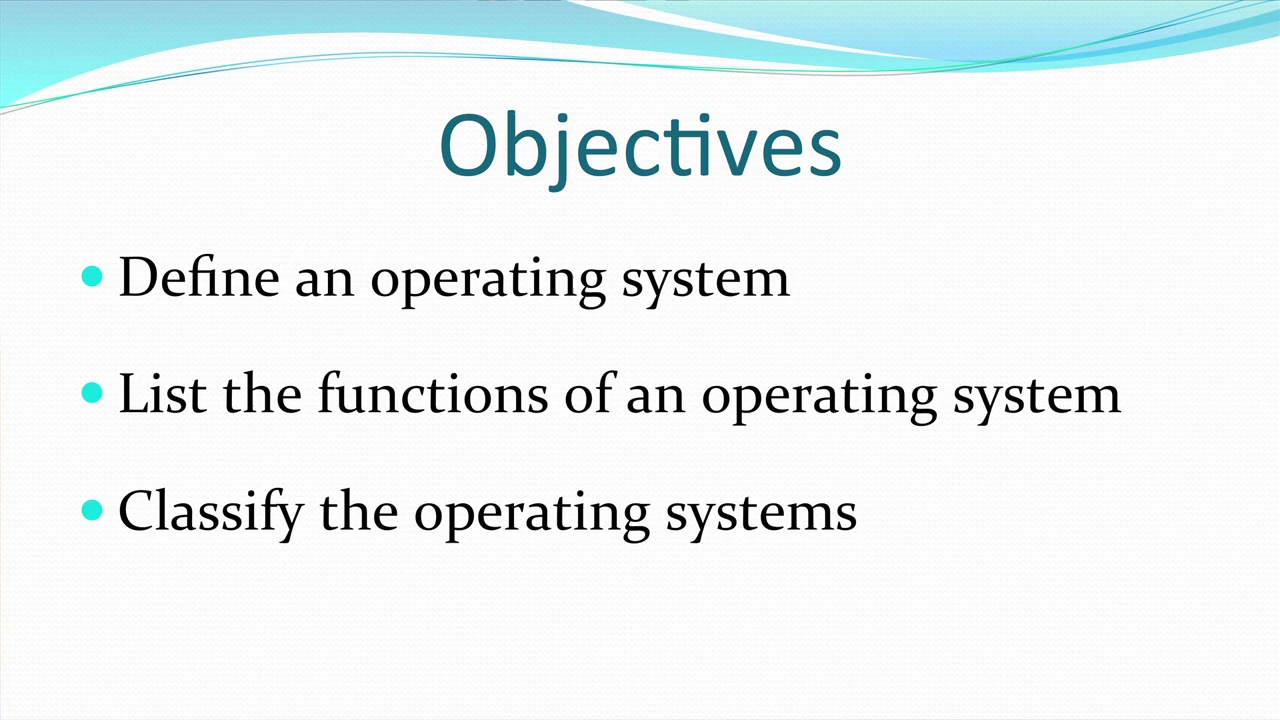 Objectives
• Define an operating system
• List the functions of an operating system
• Classify the operating systems